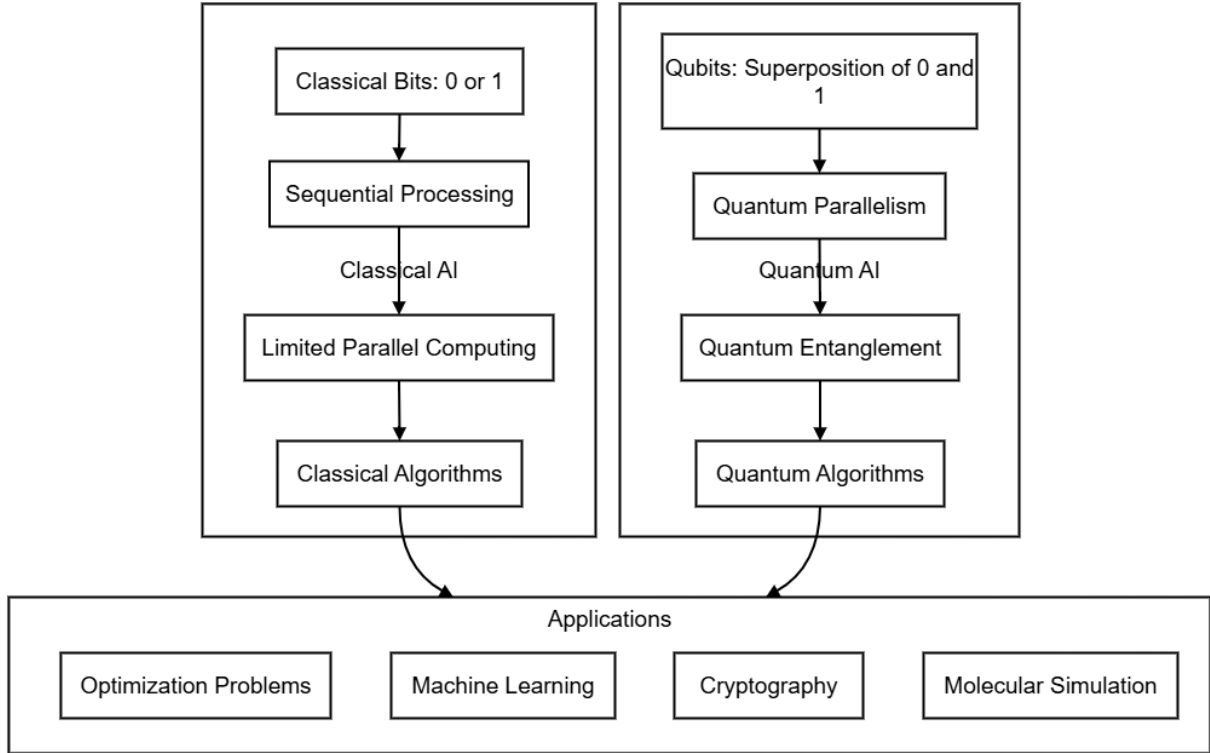 Classical Bits: 0 or 1
Sequential Processing
Classical AI
Limited Parallel Computing
Classical Algorithms
Qubits: Superposition of 0 and
1
Quantum Parallelism
Quantum AI
Quantum Entanglement
Quantum Algorithms
Applications
Optimization Problems
Machine Learning
Cryptography
Molecular Simulation